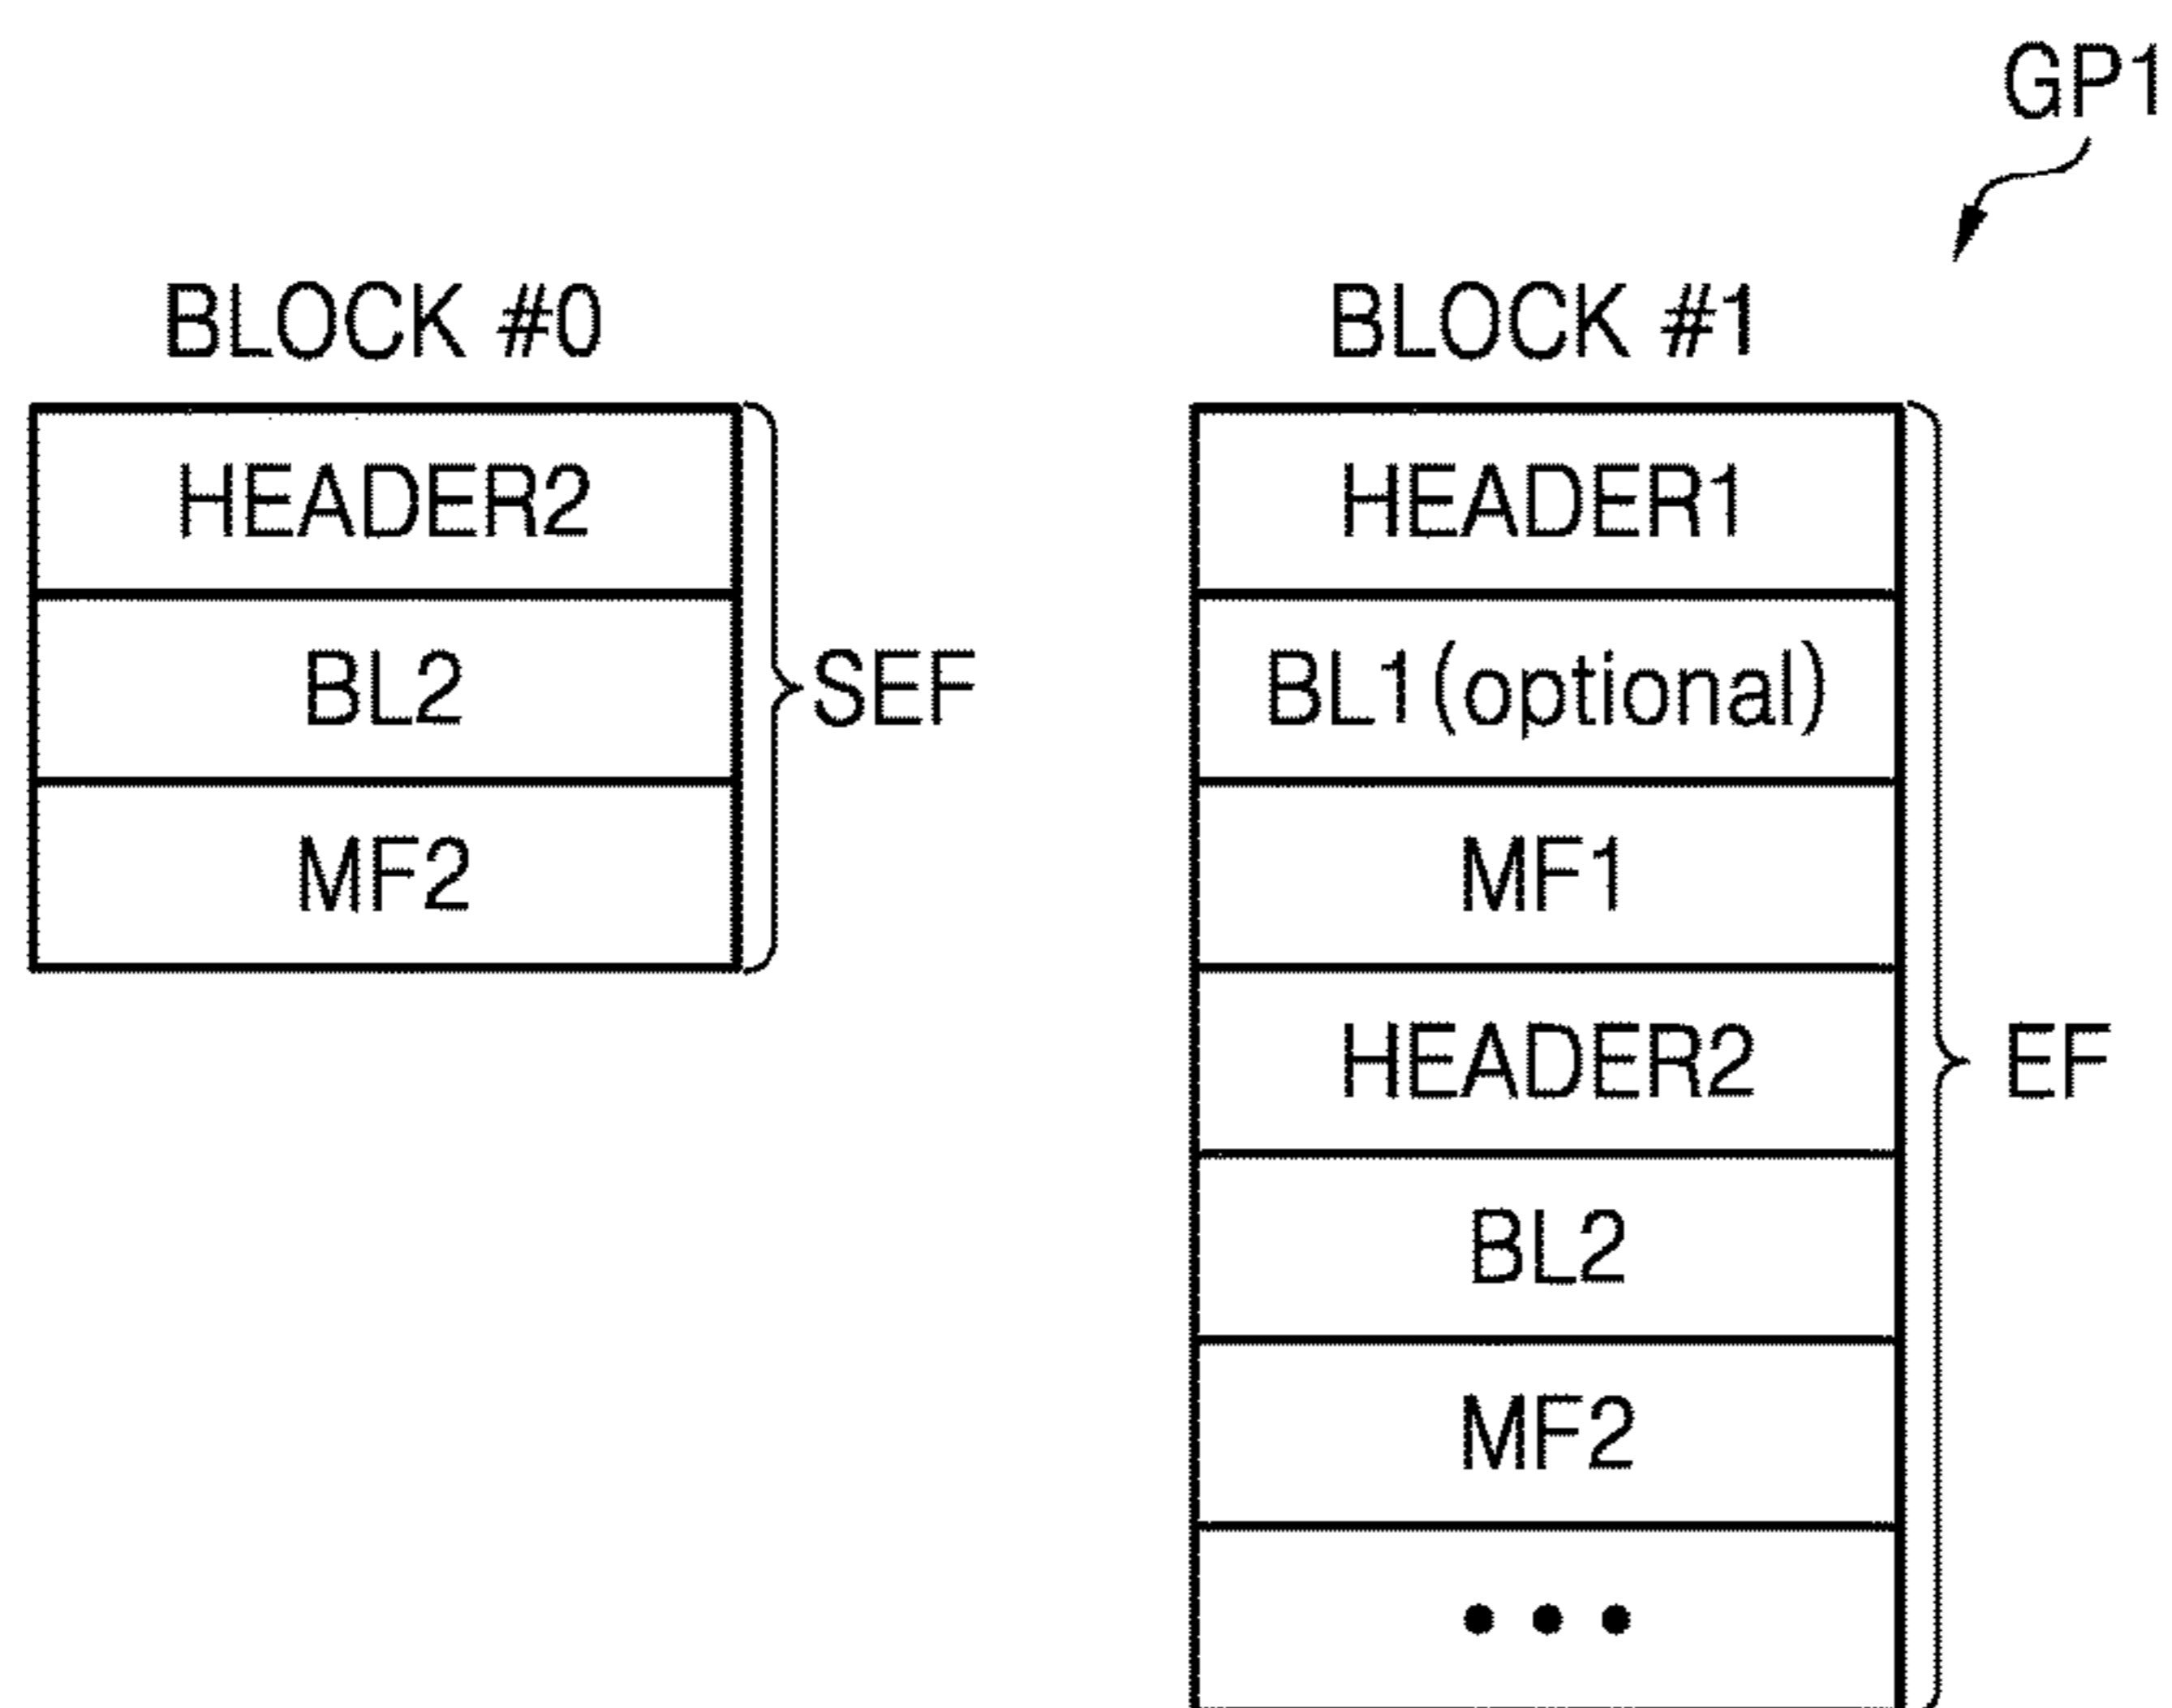 GP1
BLOCK #0
HEADER2
BL2
MF2
SEF
BLOCK #1
HEADER1
BL1(optional)
MF1
HEADER2
BL2
MF2
•••
EF